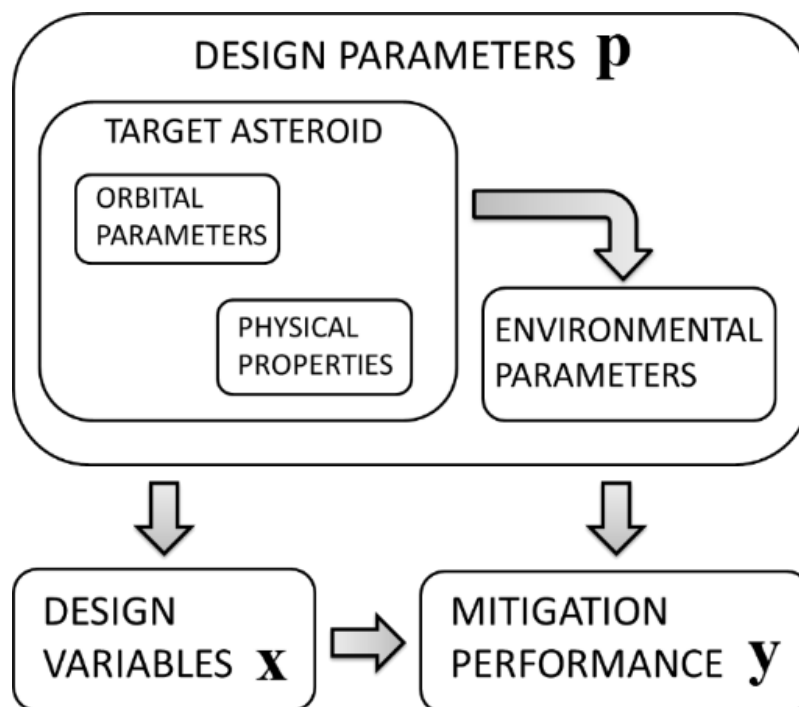 DESIGN PARAMETERS p
TARGET ASTEROID
ORBITAL
PARAMETERS
PHYSICAL
PROPERTIES
ENVIRONMENTAL
PARAMETERS
DESIGN
VARIABLES x
MITIGATION
PERFORMANCE y